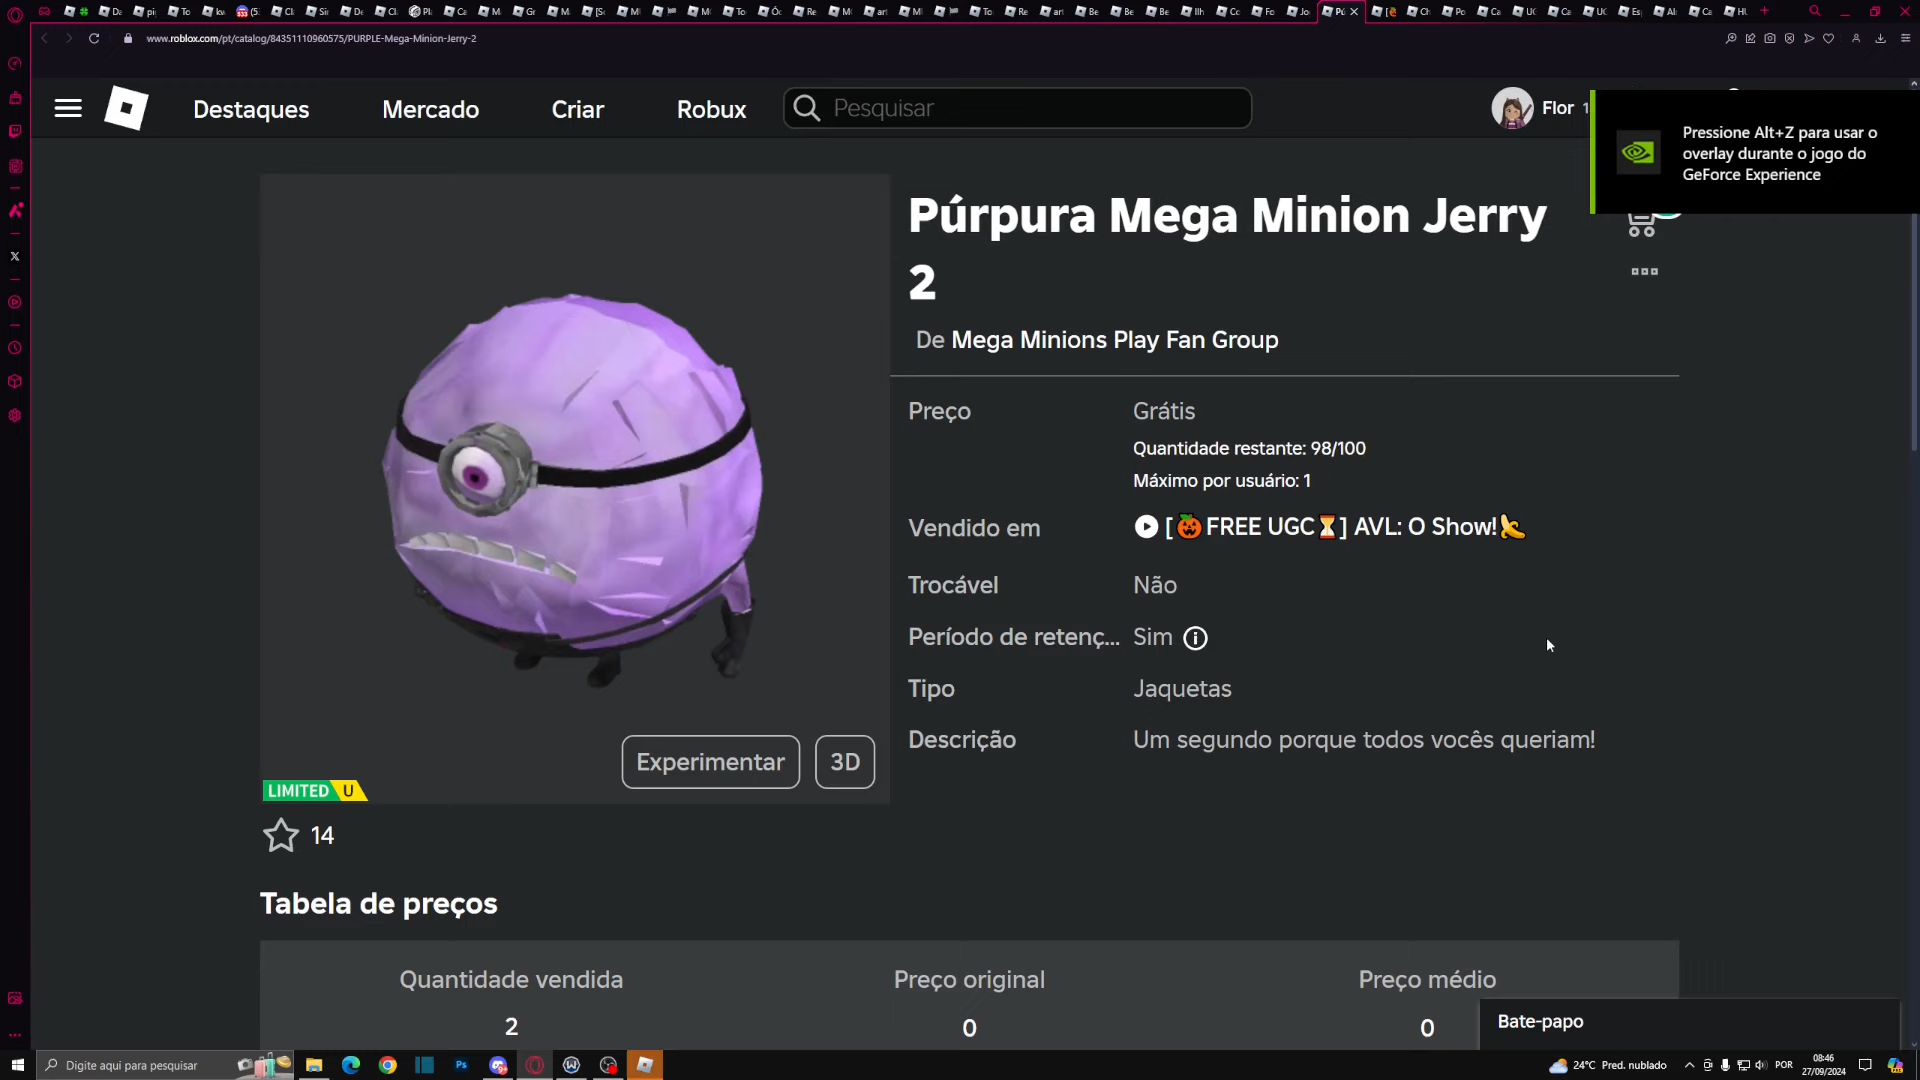 www.roblox.com/pt/catalog/84351110960575/PURPLE-Mega-Minion-Jerry-2
Destaques
Mercado
Criar
Robux
Pesquisar
Flor
Pressione Alt+Z para usar o
overlay durante o jogo do
GeForce Experience
Púrpura Mega Minion Jerry
2
De Mega Minions Play Fan Group
Preço
Grátis
Quantidade restante: 98/100
Máximo por usuário: 1
Vendido em
[🎃FREE UGC⏳] AVL: O Show!🍌
Trocável
Não
Período de retenç...
Sim
Tipo
Jaquetas
Descrição
Um segundo porque todos vocês queriam!
Experimentar
3D
LIMITED U
14
Tabela de preços
Quantidade vendida
Preço original
Preço médio
2
0
0
Bate-papo
Digite aqui para pesquisar
24°C Pred. nublado
POR
08:46
27/09/2024